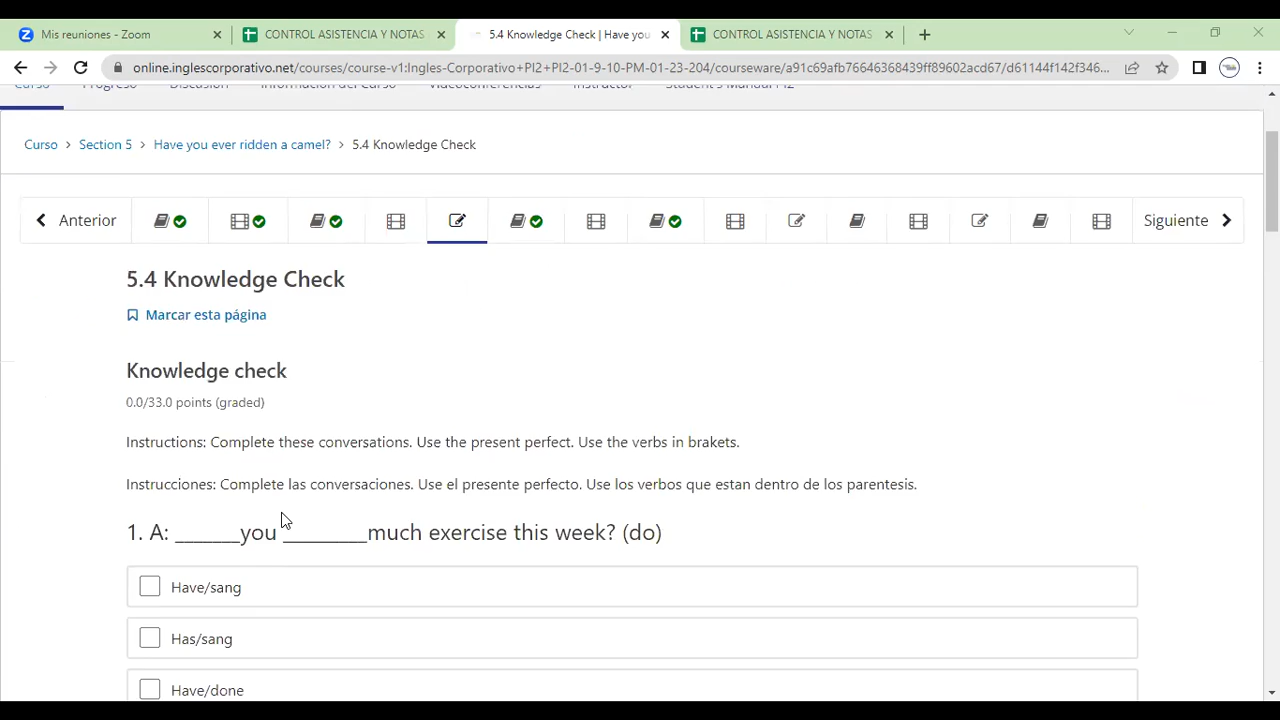 Mis reuniones - Zoom
CONTROL ASISTENCIA Y NOTAS
5.4 Knowledge Check | Have you
CONTROL ASISTENCIA Y NOTAS
online.inglescorporativo.net/courses/course-v1:Ingles-Corporativo+PI2+PI2-01-9-10-PM-01-23-204/courseware/a91c69afb76646368439ff89602acd67/d61144f142f346...
Curso Progreso Discusión Información del Curso Videoconferencias Instructor Student's Manual PI2
Curso > Section 5 > Have you ever ridden a camel? > 5.4 Knowledge Check
Anterior
Siguiente
5.4 Knowledge Check
Marcar esta página
Knowledge check
0.0/33.0 points (graded)
Instructions: Complete these conversations. Use the present perfect. Use the verbs in brakets.
Instrucciones: Complete las conversaciones. Use el presente perfecto. Use los verbos que estan dentro de los parentesis.
1. A: _______you _________much exercise this week? (do)
Have/sang
Has/sang
Have/done